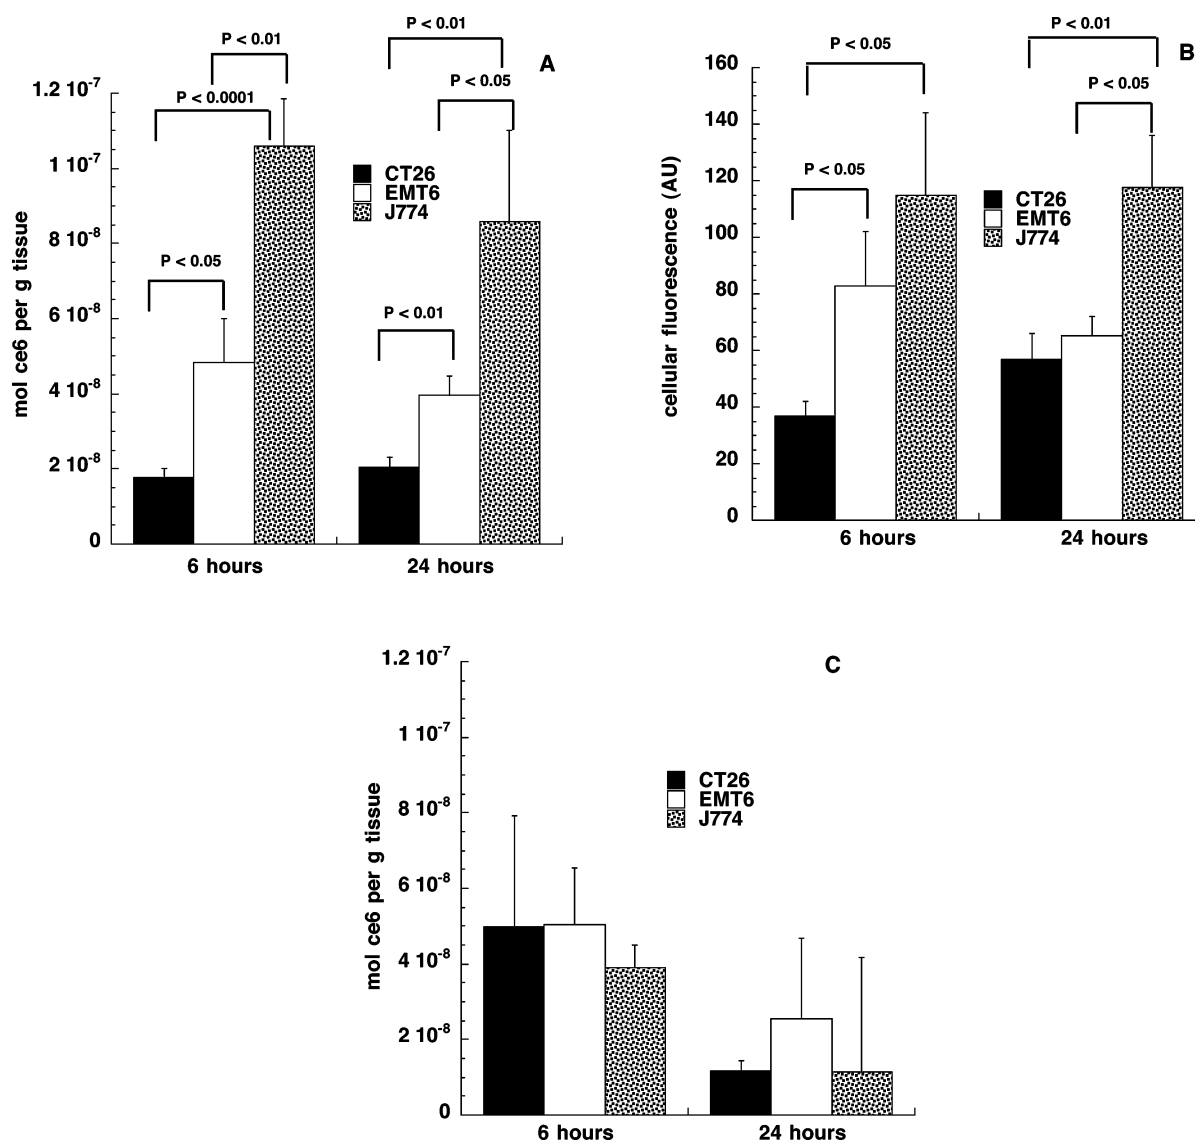 P < 0.01
P < 0.01
P < 0.0001
A
P < 0.05
1.2 10-7
1 10-7
8 10-8
6 10-8
4 10-8
2 10-8
0
mol ce6 per g tissue
P < 0.05
P < 0.01
CT26
EMT6
J774
6 hours
24 hours
P < 0.05
P < 0.01
B
P < 0.05
P < 0.05
160
140
120
100
80
60
40
20
0
cellular fluorescence (AU)
CT26
EMT6
J774
6 hours
24 hours
C
1.2 10-7
1 10-7
8 10-8
6 10-8
4 10-8
2 10-8
0
mol ce6 per g tissue
CT26
EMT6
J774
6 hours
24 hours